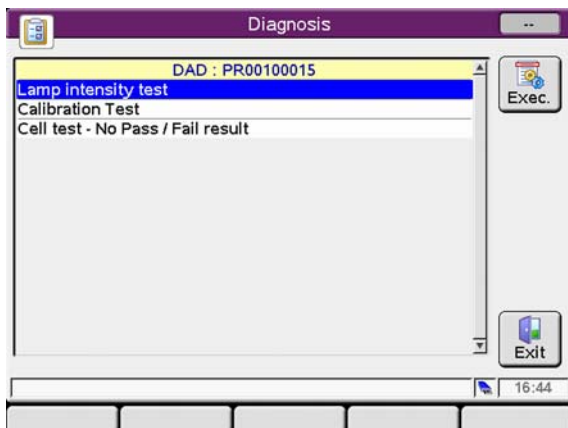 Diagnosis
--
DAD : PR00100015
Lamp intensity test
Calibration Test
Cell test - No Pass / Fail result
Exec.
Exit
16:44